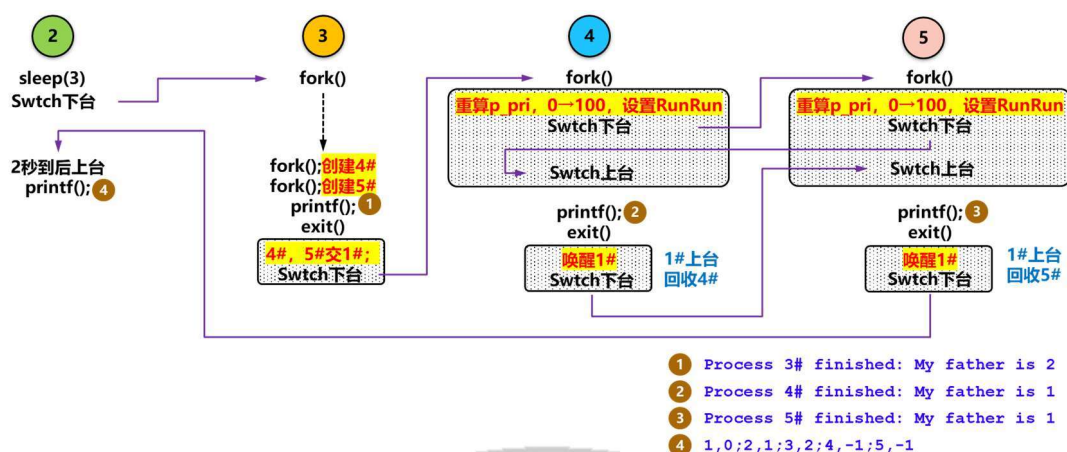 2
sleep(3)
Swtch下台
2秒到后上台
printf(); 4
3
fork()
fork();创建4#
fork();创建5#
printf(); 1
exit()
4#，5#交1#；
Swtch下台
4
fork()
重算p_pri，0→100，设置RunRun
Swtch下台
Swtch上台
printf(); 2
exit()
唤醒1#
Swtch下台
1#上台
回收4#
5
fork()
重算p_pri，0→100，设置RunRun
Swtch下台
Swtch上台
printf(); 3
exit()
唤醒1#
Swtch下台
1#上台
回收5#
1 Process 3# finished: My father is 2
2 Process 4# finished: My father is 1
3 Process 5# finished: My father is 1
4 1,0;2,1;3,2;4,-1;5,-1